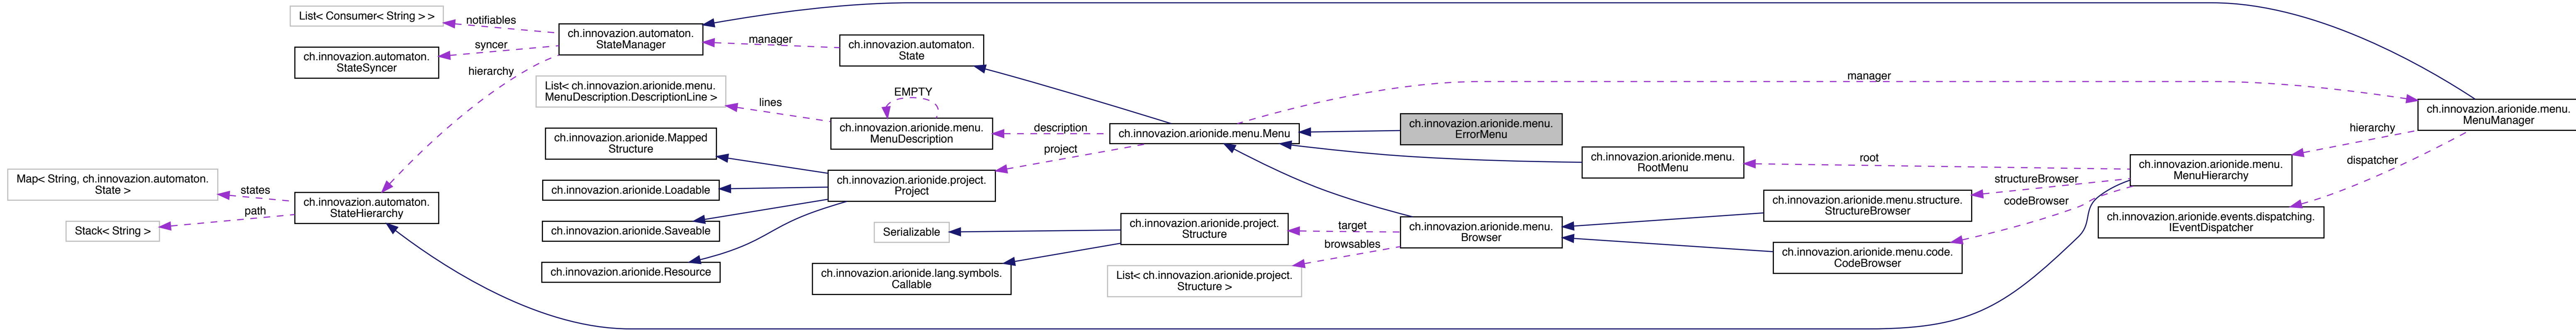 List< Consumer< String > >
notifiables
ch.innovazion.automaton.
StateManager
syncer
ch.innovazion.automaton.
StateSyncer
hierarchy
manager
ch.innovazion.automaton.
State
List< ch.innovazion.arionide.menu.
MenuDescription.DescriptionLine >
lines
EMPTY
ch.innovazion.arionide.menu.
MenuDescription
description
ch.innovazion.arionide.menu.Menu
ch.innovazion.arionide.menu.
ErrorMenu
manager
ch.innovazion.arionide.menu.
MenuManager
ch.innovazion.arionide.Mapped
Structure
project
ch.innovazion.arionide.menu.
RootMenu
root
hierarchy
dispatcher
ch.innovazion.arionide.menu.
MenuHierarchy
Map< String, ch.innovazion.automaton.
State >
states
path
Stack< String >
ch.innovazion.automaton.
StateHierarchy
ch.innovazion.arionide.Loadable
ch.innovazion.arionide.project.
Project
structureBrowser
codeBrowser
ch.innovazion.arionide.menu.structure.
StructureBrowser
ch.innovazion.arionide.events.dispatching.
IEventDispatcher
ch.innovazion.arionide.Saveable
Serializable
ch.innovazion.arionide.project.
Structure
target
browsables
ch.innovazion.arionide.menu.
Browser
ch.innovazion.arionide.menu.code.
CodeBrowser
ch.innovazion.arionide.Resource
ch.innovazion.arionide.lang.symbols.
Callable
List< ch.innovazion.arionide.project.
Structure >